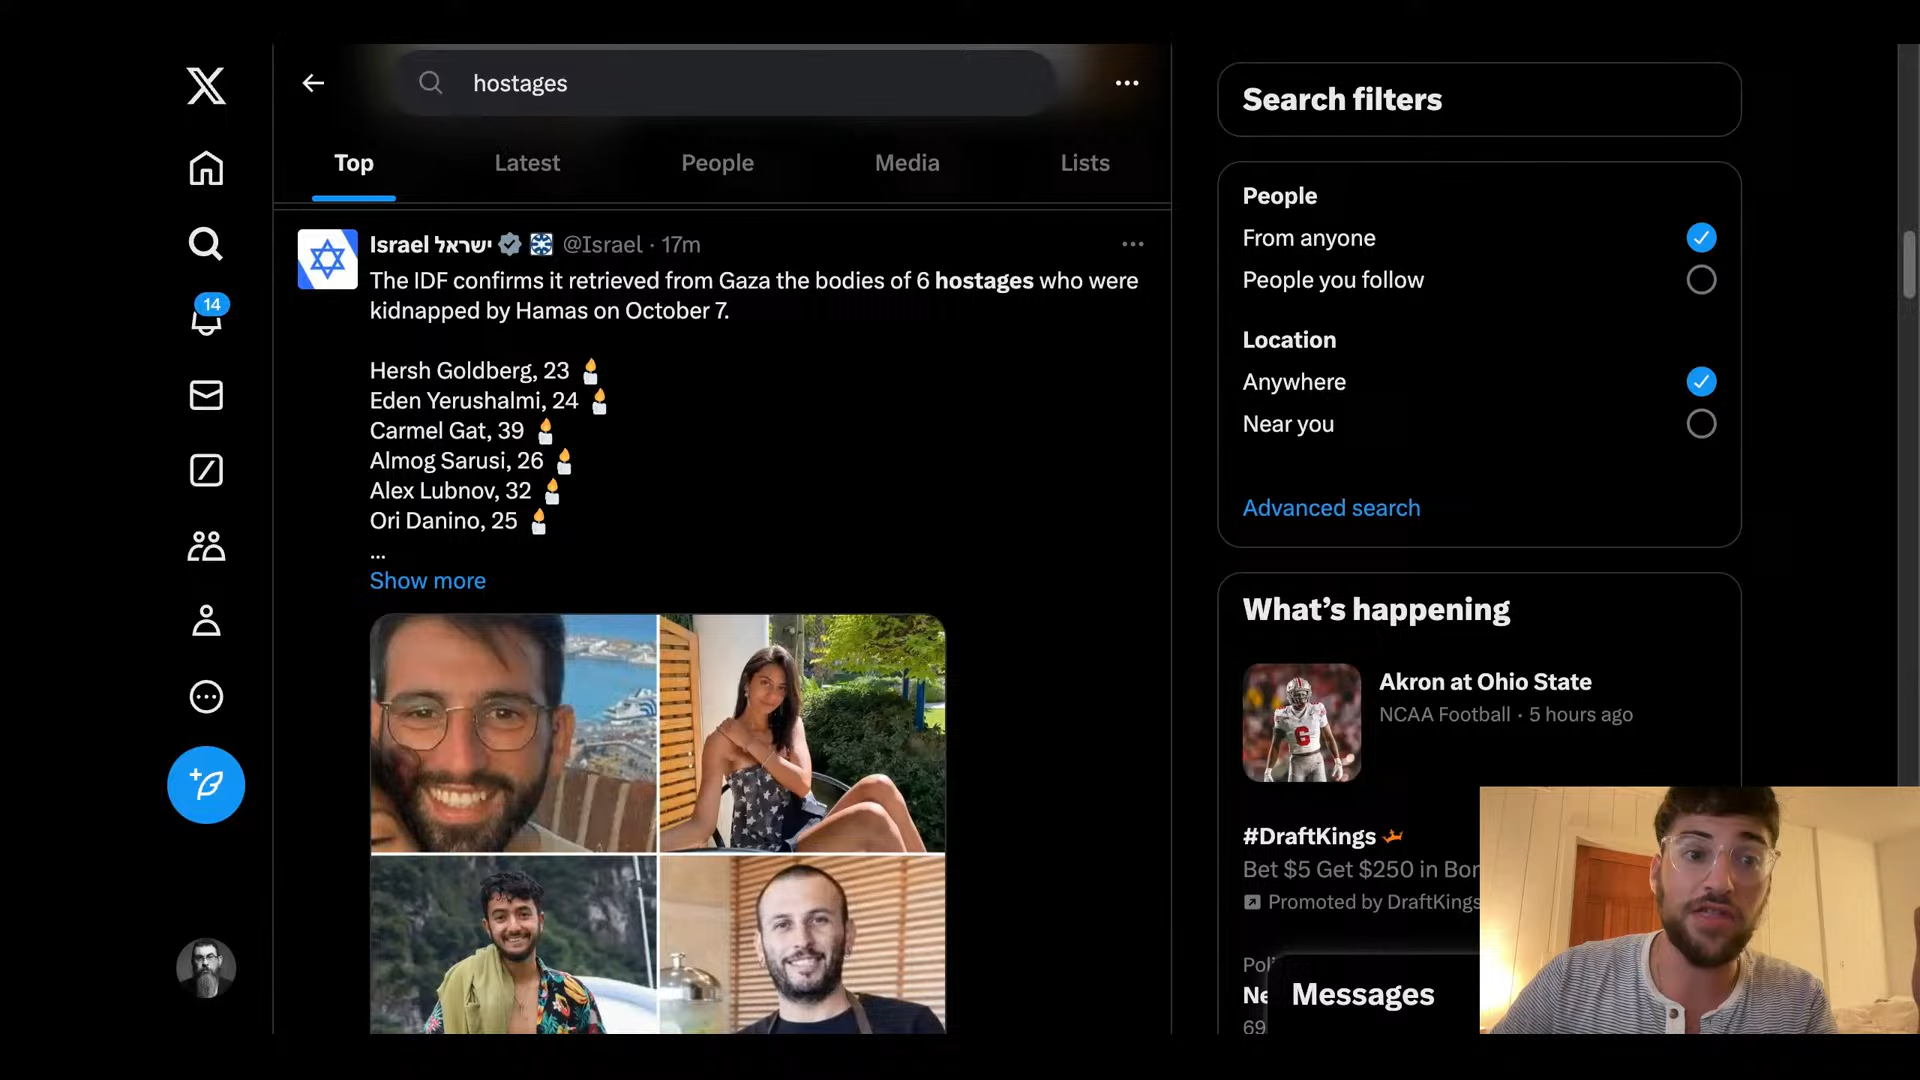 hostages
Top
Latest
People
Media
Lists
Israel ישראל @Israel · 17m
The IDF confirms it retrieved from Gaza the bodies of 6 hostages who were
kidnapped by Hamas on October 7.
Hersh Goldberg, 23 🕯️
Eden Yerushalmi, 24 🕯️
Carmel Gat, 39 🕯️
Almog Sarusi, 26 🕯️
Alex Lubnov, 32 🕯️
Ori Danino, 25 🕯️
...
Show more
14
Search filters
People
From anyone
People you follow
Location
Anywhere
Near you
Advanced search
What's happening
Akron at Ohio State
NCAA Football · 5 hours ago
6
#DraftKings
Bet $5 Get $250 in
Promoted by DraftKings
69
Messages